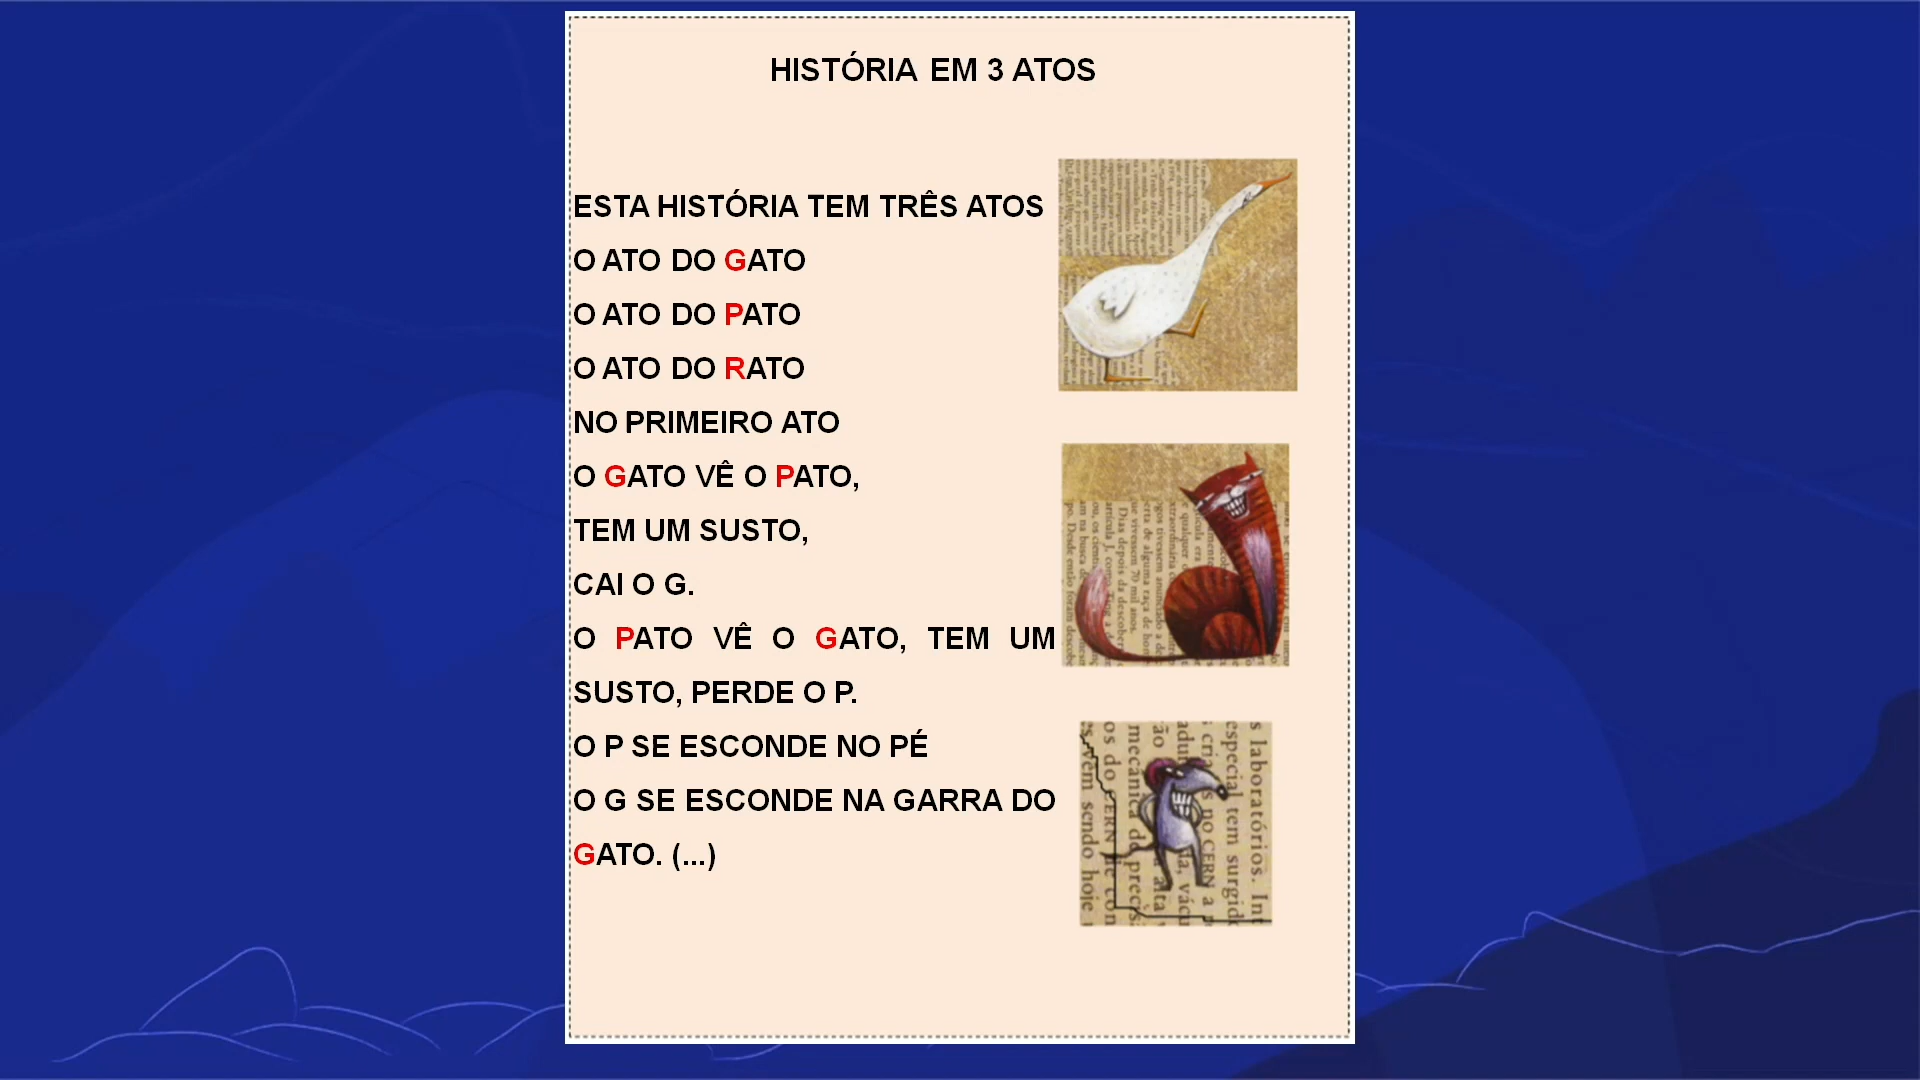 HISTÓRIA EM 3 ATOS
ESTA HISTÓRIA TEM TRÊS ATOS
O ATO DO GATO
O ATO DO PATO
O ATO DO RATO
NO PRIMEIRO ATO
O GATO VÊ O PATO,
TEM UM SUSTO,
CAI O G.
O PATO VÊ O GATO, TEM UM
SUSTO, PERDE O P.
O P SE ESCONDE NO PÉ
O G SE ESCONDE NA GARRA DO
GATO. (...)